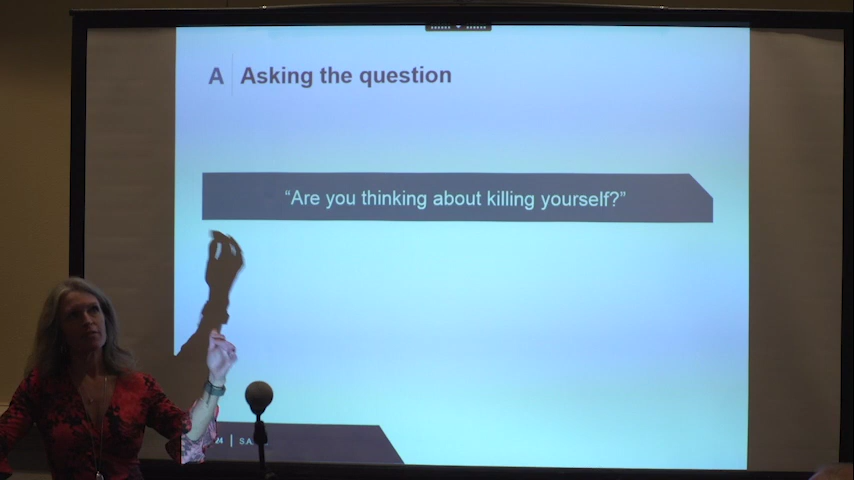 A Asking the question
“Are you thinking about killing yourself?”